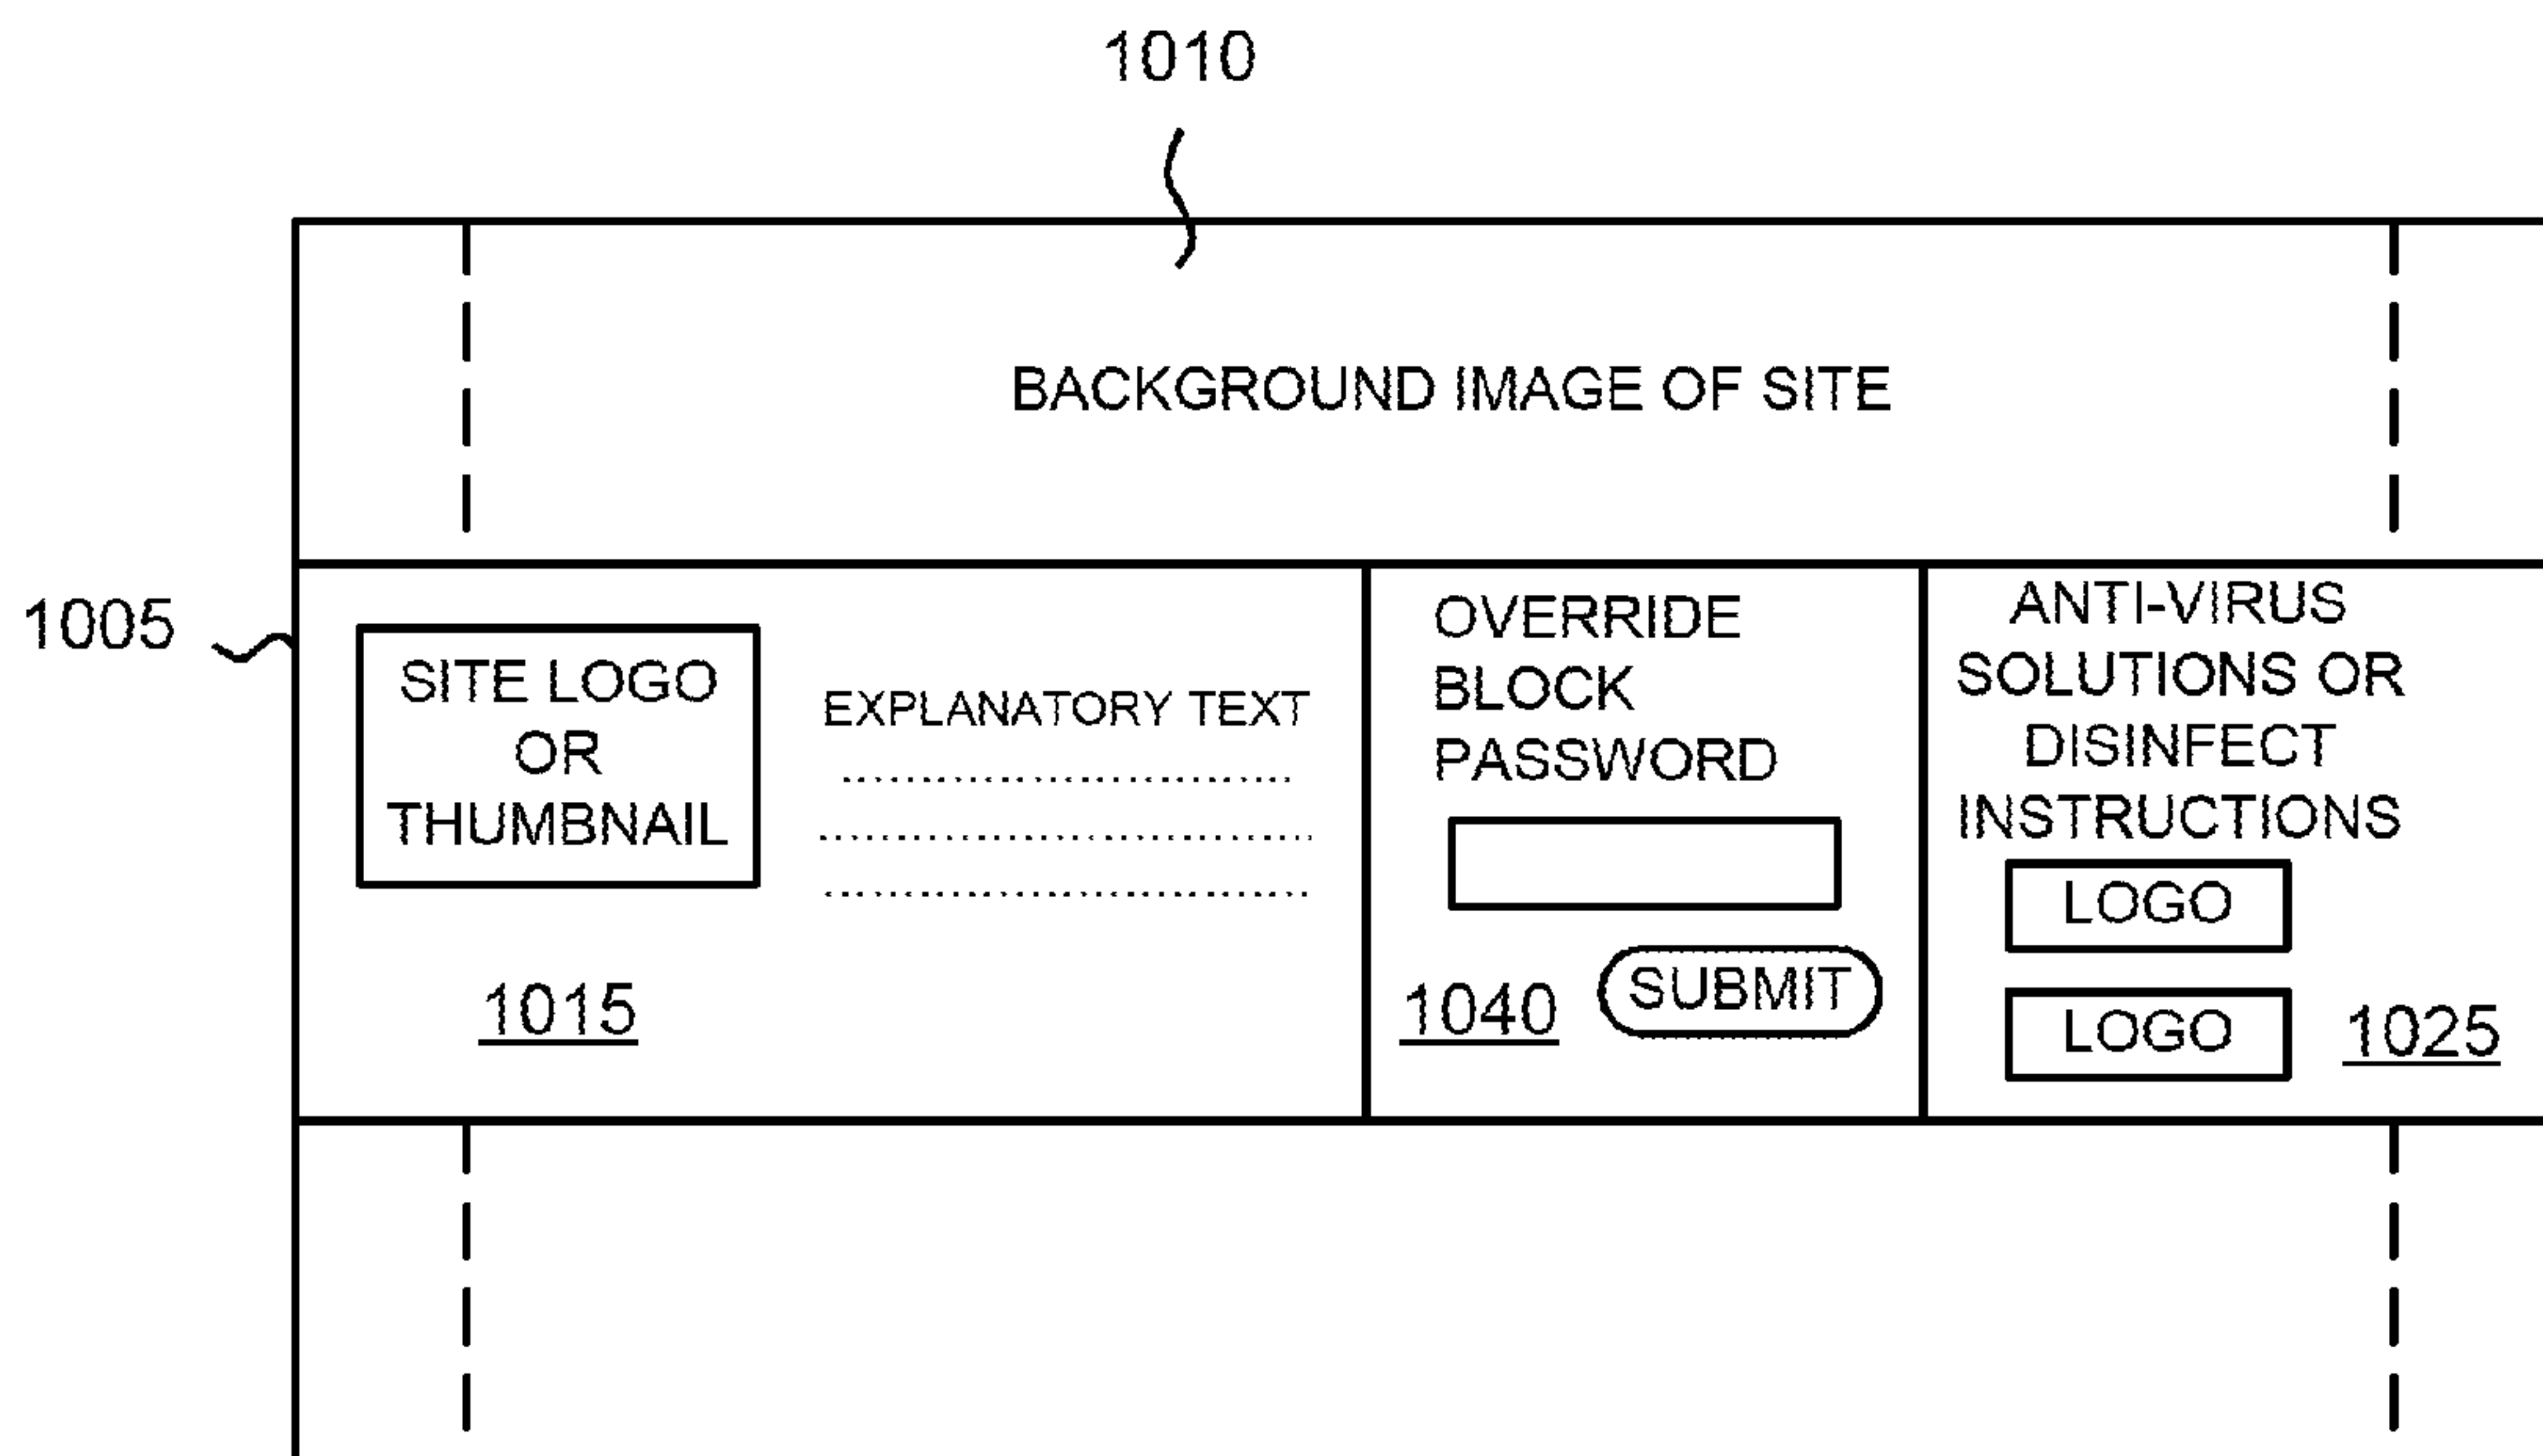 1010
BACKGROUND IMAGE OF SITE
1005
SITE LOGO
OR
THUMBNAIL
EXPLANATORY TEXT
1015
OVERRIDE
BLOCK
PASSWORD
SUBMIT
1040
ANTI-VIRUS
SOLUTIONS OR
DISINFECT
INSTRUCTIONS
LOGO
LOGO
1025